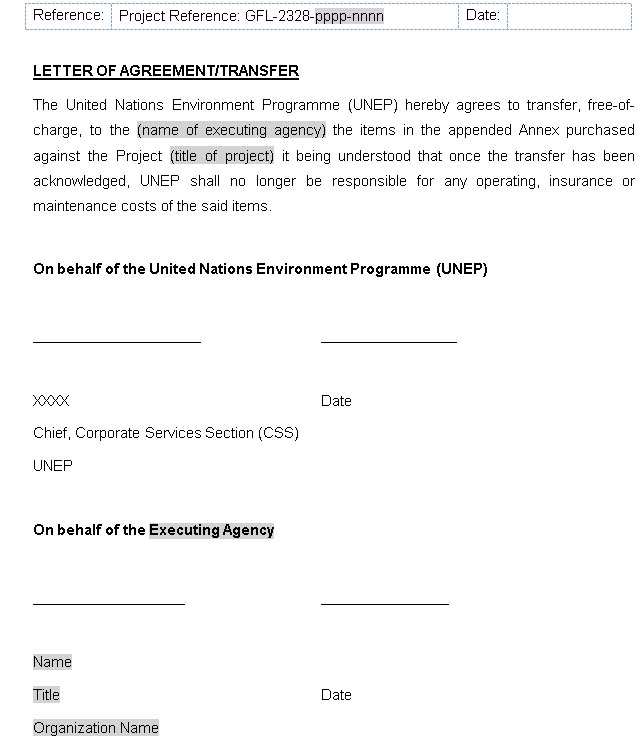 Reference: Project Reference: GFL-2328-pppp-nnnn Date:
LETTER OF AGREEMENT/TRANSFER
The United Nations Environment Programme (UNEP) hereby agrees to transfer, free-of-
charge, to the (name of executing agency) the items in the appended Annex purchased
against the Project (title of project) it being understood that once the transfer has been
acknowledged, UNEP shall no longer be responsible for any operating, insurance or
maintenance costs of the said items.
On behalf of the United Nations Environment Programme (UNEP)
XXXX Date
Chief, Corporate Services Section (CSS)
UNEP
On behalf of the Executing Agency
Name
Title Date
Organization Name